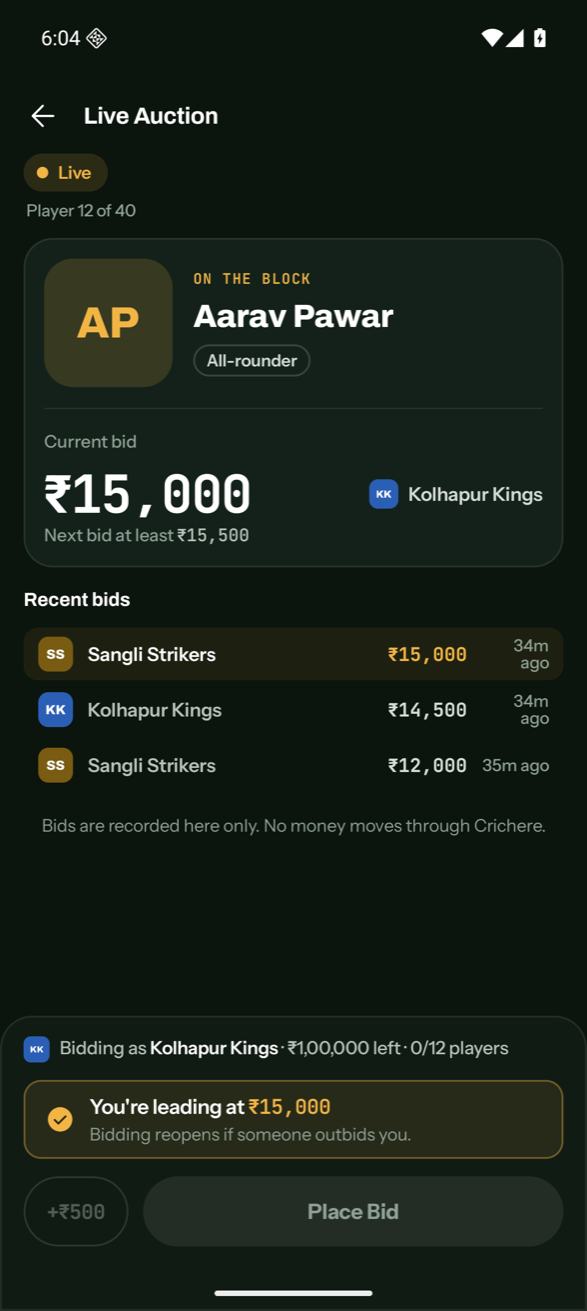 6:04
Live Auction
Live
Player 12 of 40
AP
ON THE BLOCK
Aarav Pawar
All-rounder
Current bid
₹15,000
KK Kolhapur Kings
Next bid at least ₹15,500
Recent bids
SS Sangli Strikers ₹15,000 34m ago
KK Kolhapur Kings ₹14,500 34m ago
SS Sangli Strikers ₹12,000 35m ago
Bids are recorded here only. No money moves through Crichere.
KK Bidding as Kolhapur Kings · ₹1,00,000 left · 0/12 players
You're leading at ₹15,000
Bidding reopens if someone outbids you.
+₹500 Place Bid